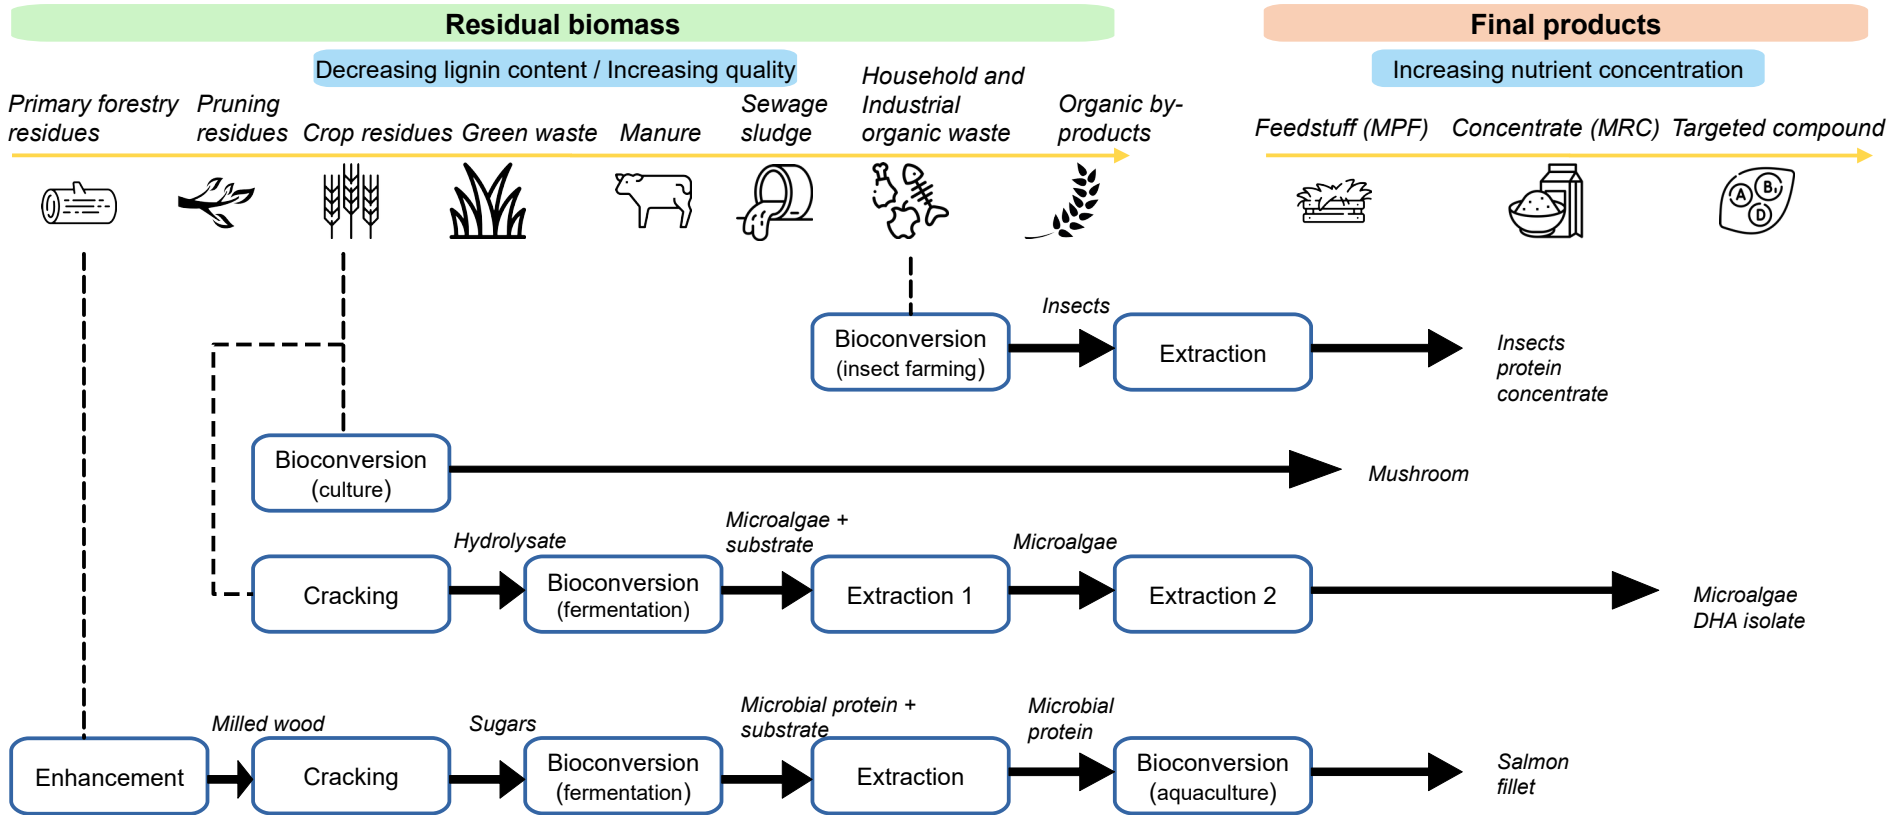 Residual biomass
Final products
Decreasing lignin content / Increasing quality
Increasing nutrient concentration
Primary forestry
residues
Pruning
residues
Crop residues
Green waste
Manure
Sewage
sludge
Household and
Industrial
organic waste
Organic by-
products
Feedstuff (MPF)
Concentrate (MRC)
Targeted compound
A
B₁
D
Bioconversion
(insect farming)
Insects
Extraction
Insects
protein
concentrate
Bioconversion
(culture)
Mushroom
Cracking
Hydrolysate
Bioconversion
(fermentation)
Microalgae +
substrate
Extraction 1
Microalgae
Extraction 2
Microalgae
DHA isolate
Enhancement
Milled wood
Cracking
Sugars
Bioconversion
(fermentation)
Microbial protein +
substrate
Extraction
Microbial
protein
Bioconversion
(aquaculture)
Salmon
fillet